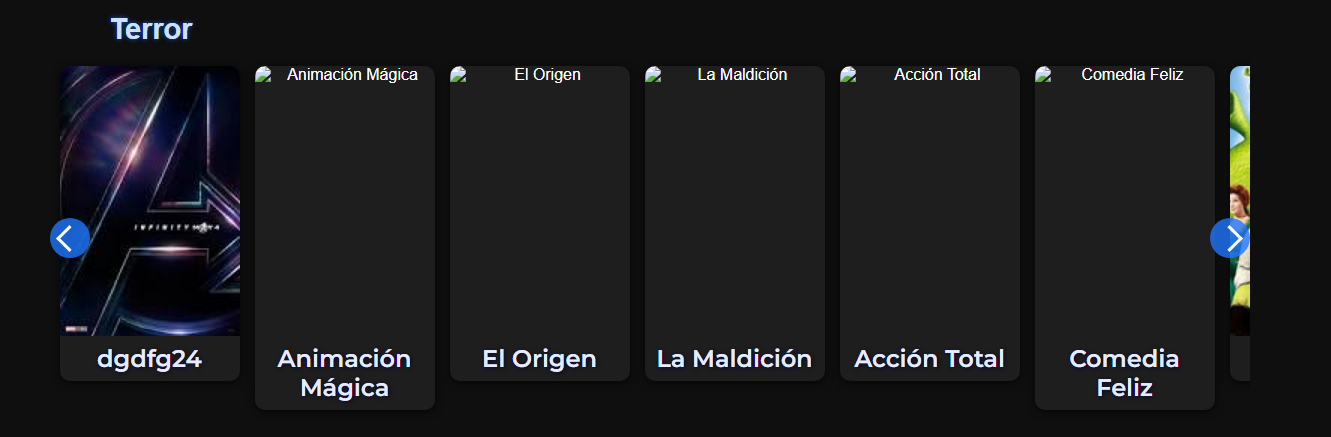 Terror
Animación Mágica
El Origen
La Maldición
Acción Total
Comedia Feliz
dgdfg24
Animación
Mágica
El Origen
La Maldición
Acción Total
Comedia
Feliz